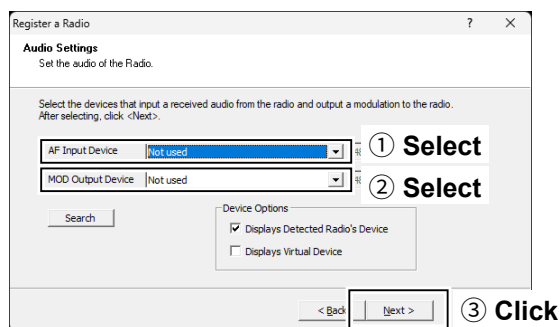 Register a Radio ? ×
Audio Settings
Set the audio of the Radio.
Select the devices that input a received audio from the radio and output a modulation to the radio.
After selecting, click <Next>.
AF Input Device Not used ① Select
MOD Output Device Not used ② Select
Search
Device Options
Displays Detected Radio's Device
Displays Virtual Device
< Back Next > ③ Click